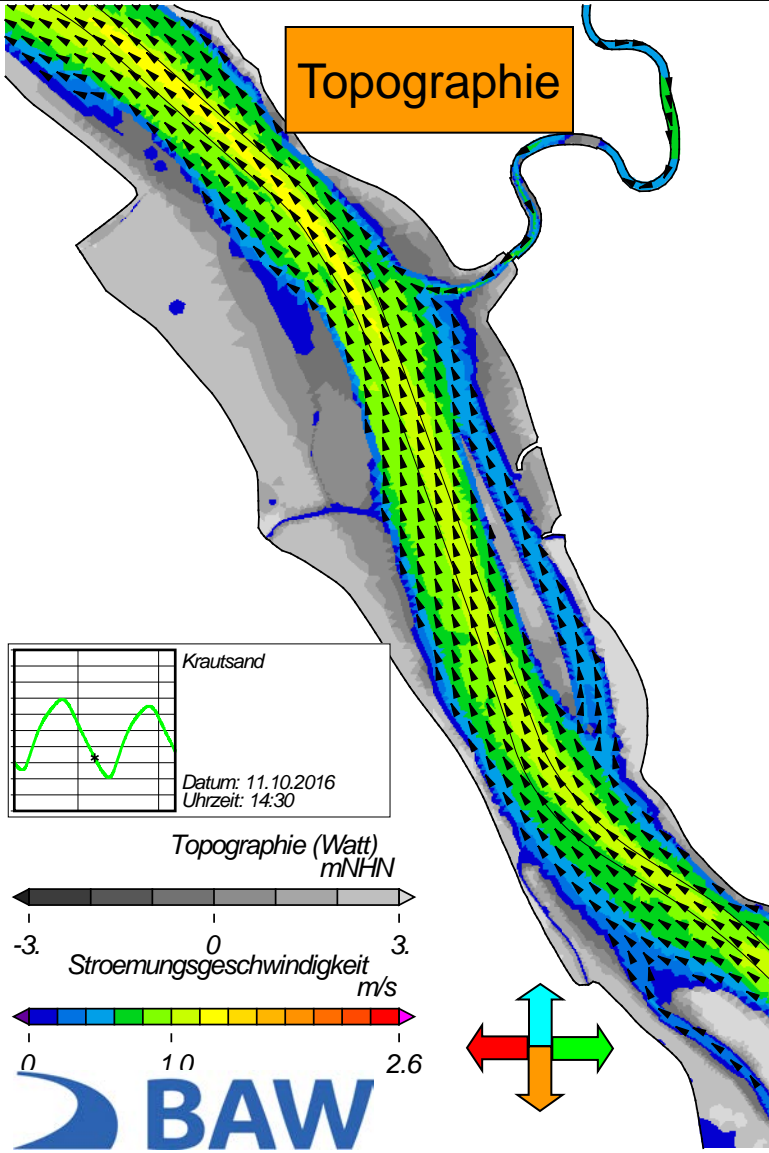 Topographie
Krautsand
Datum: 11.10.2016
Uhrzeit: 14:30
Topographie (Watt)
mNHN
-3.
0
3.
Stroemungsgeschwindigkeit
m/s
0
1.0
2.6
BAW